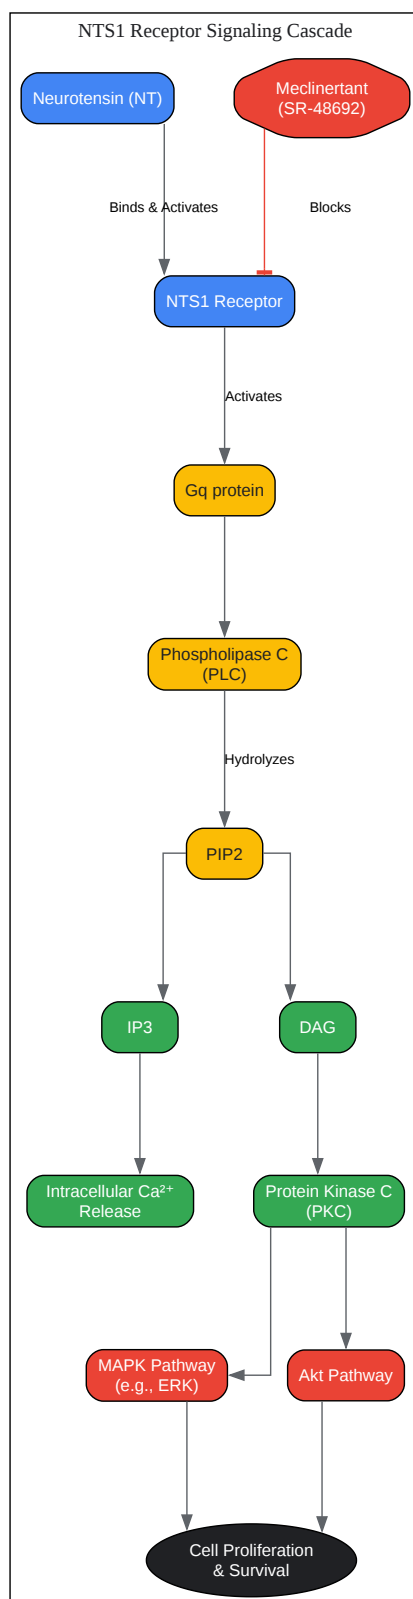 NTS1 Receptor Signaling Cascade
Neurotensin (NT)
Meclinertant
(SR-48692)
Binds & Activates
Blocks
NTS1 Receptor
Activates
Gq protein
Phospholipase C
(PLC)
Hydrolyzes
PIP2
IP3
DAG
Intracellular Ca²⁺
Release
Protein Kinase C
(PKC)
MAPK Pathway
(e.g., ERK)
Akt Pathway
Cell Proliferation
& Survival